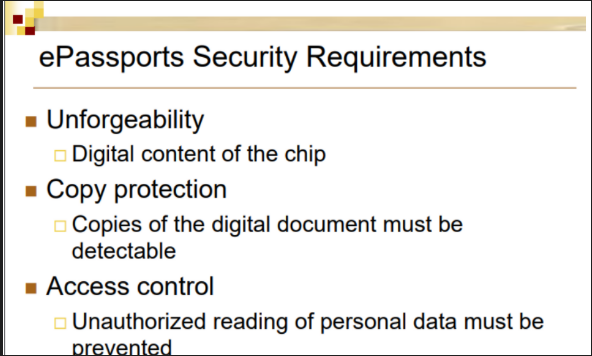 ePassports Security Requirements
Unforgeability
Digital content of the chip
Copy protection
Copies of the digital document must be
detectable
Access control
Unauthorized reading of personal data must be
prevented